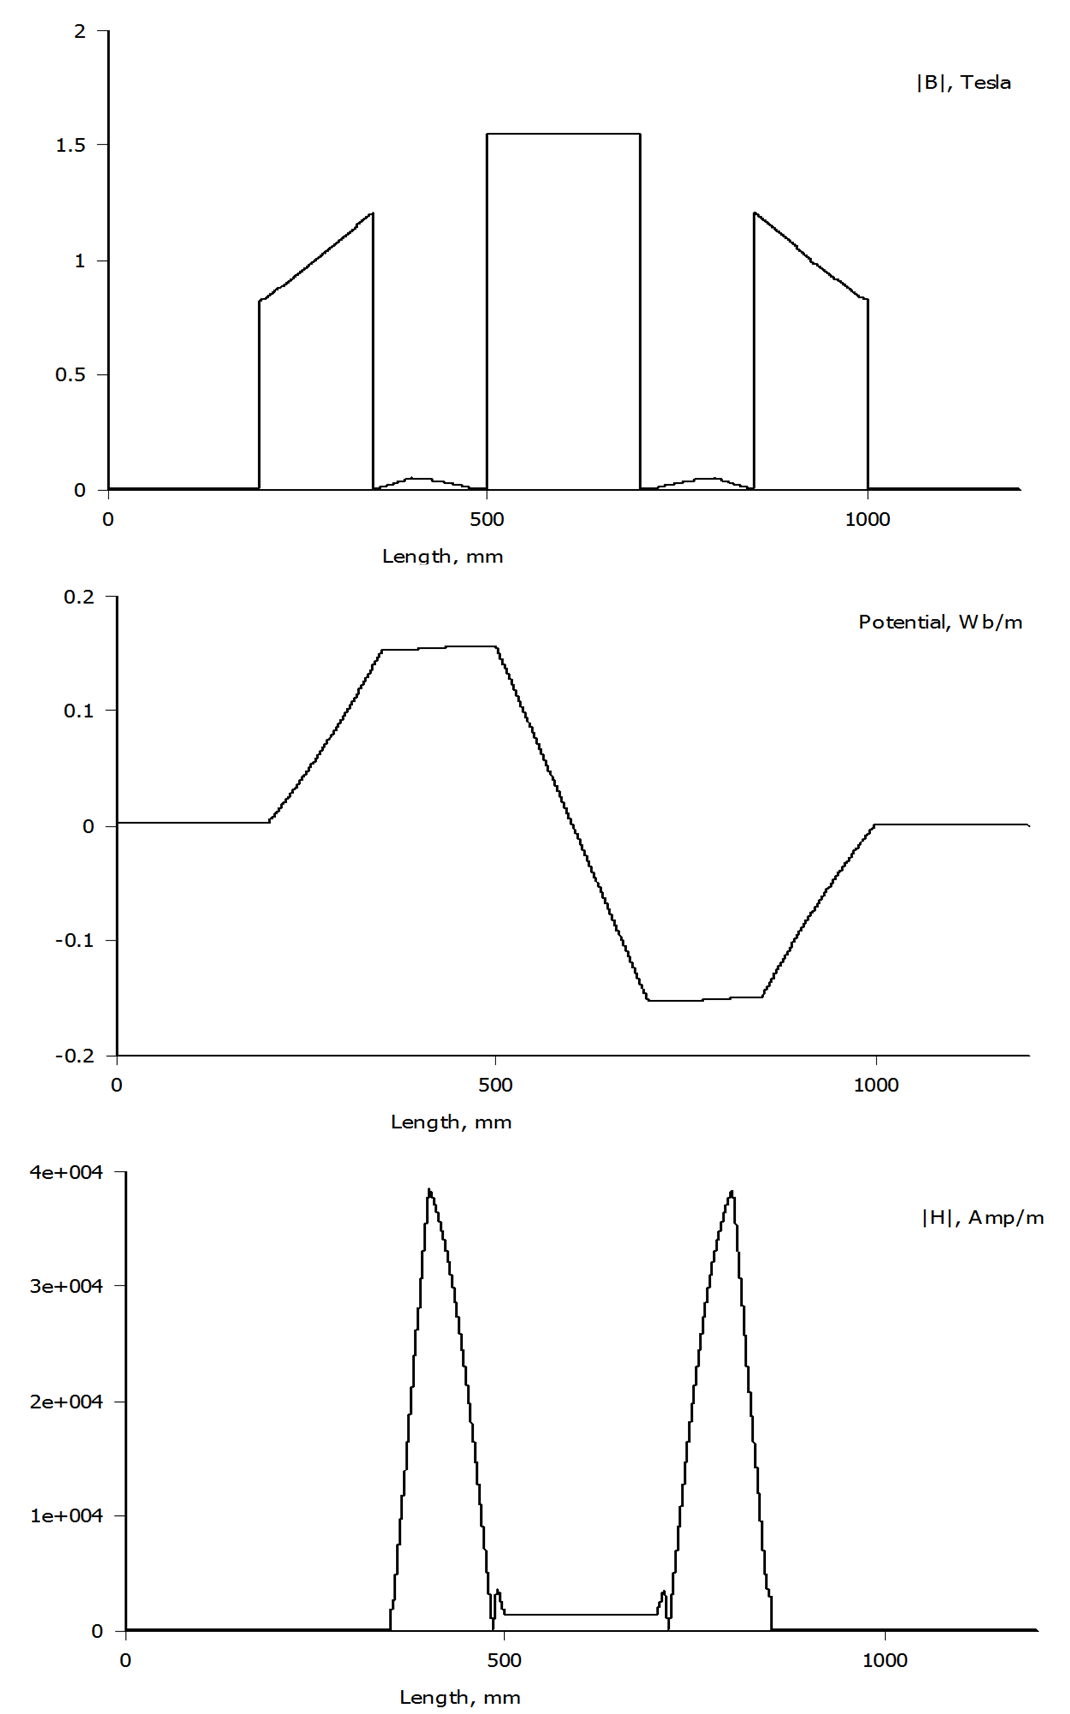 2
|B|, Tesla
1.5
1
0.5
0
0 500 1000
Length, mm
0.2
Potential, Wb/m
0.1
0
-0.1
-0.2
0 500 1000
Length, mm
4e+004
|H|, Amp/m
3e+004
2e+004
1e+004
0
0 500 1000
Length, mm